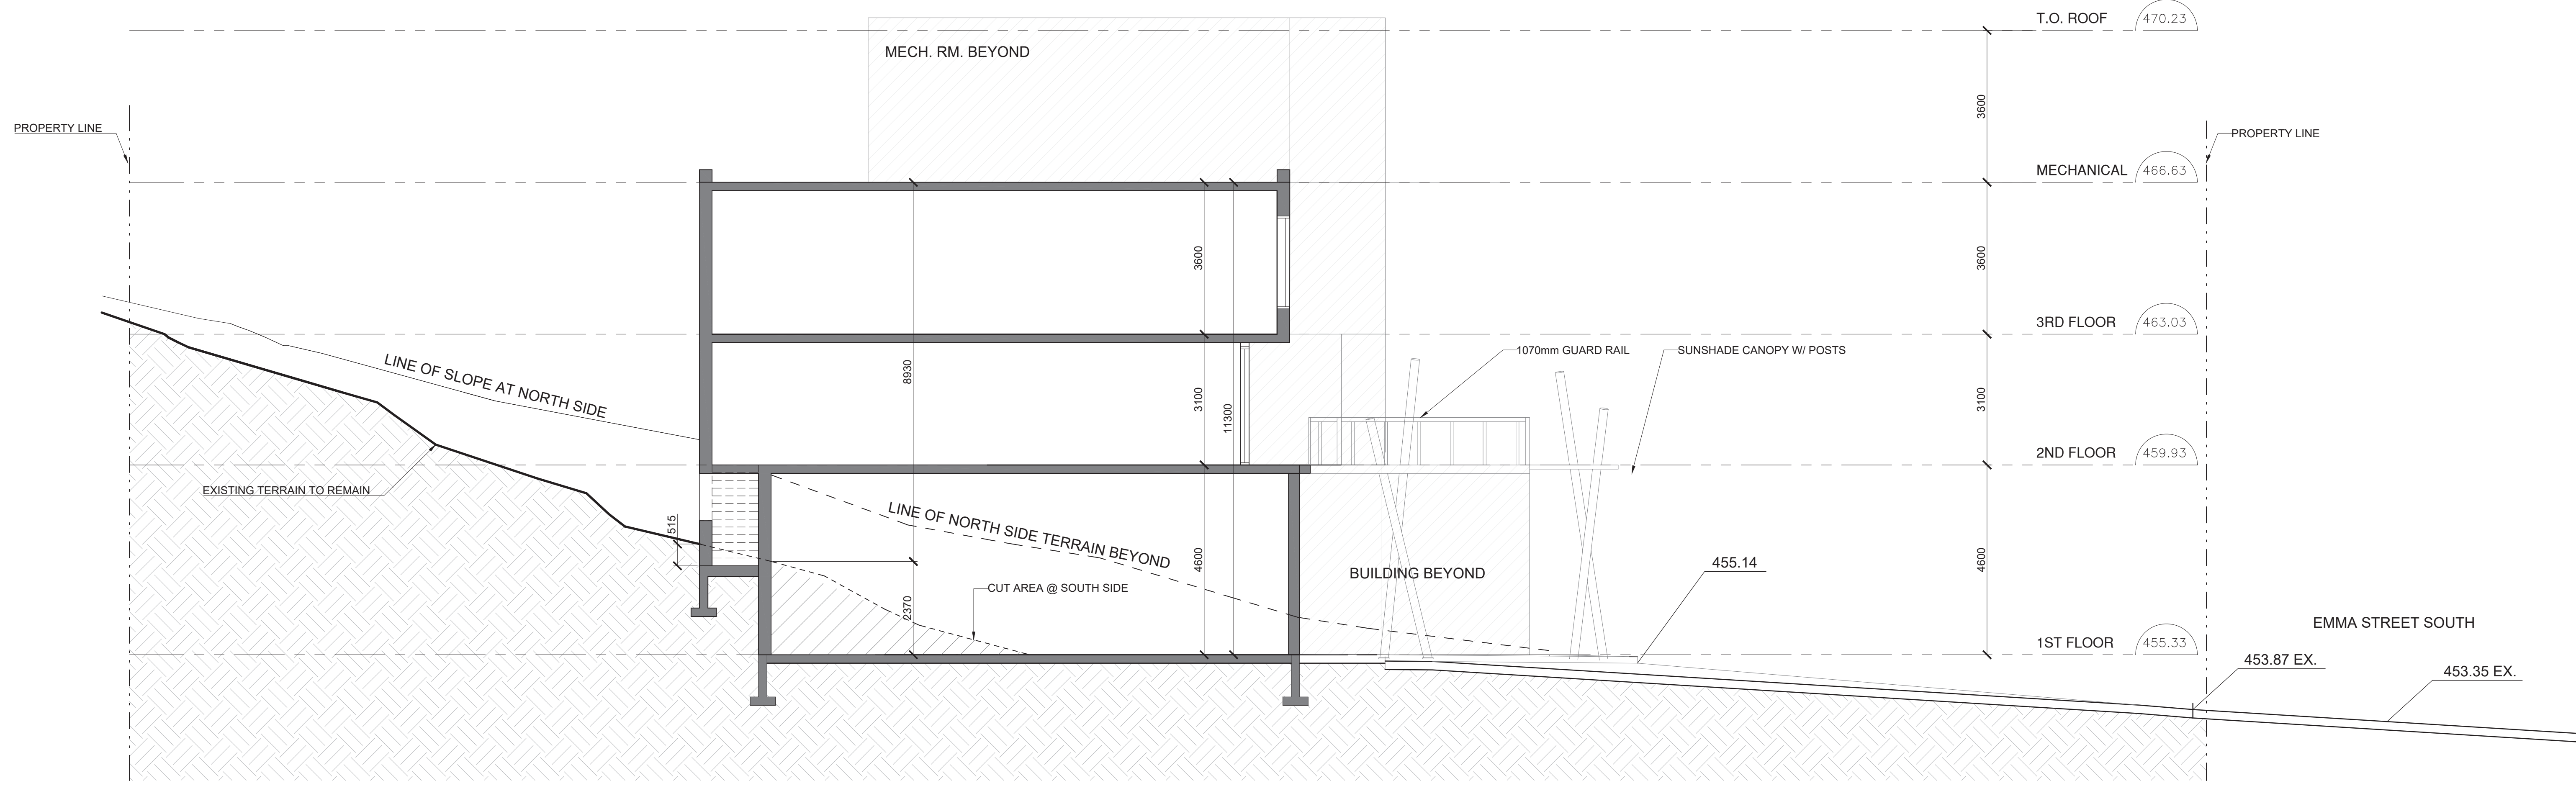 T.O. ROOF 470.23
MECH. RM. BEYOND
3600
PROPERTY LINE
PROPERTY LINE
MECHANICAL 466.63
3600
3600
3RD FLOOR 463.03
LINE OF SLOPE AT NORTH SIDE
8930
3100
11300
1070mm GUARD RAIL
SUNSHADE CANOPY W/ POSTS
3100
2ND FLOOR 459.93
EXISTING TERRAIN TO REMAIN
515
LINE OF NORTH SIDE TERRAIN BEYOND
4600
BUILDING BEYOND
455.14
4600
CUT AREA @ SOUTH SIDE
2370
1ST FLOOR 455.33
EMMA STREET SOUTH
453.87 EX.
453.35 EX.